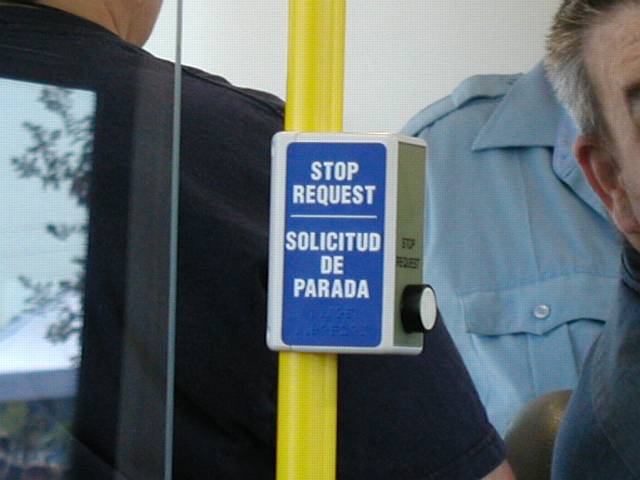 STOP
REQUEST
SOLICITUD
DE
PARADA
STOP
REQUEST